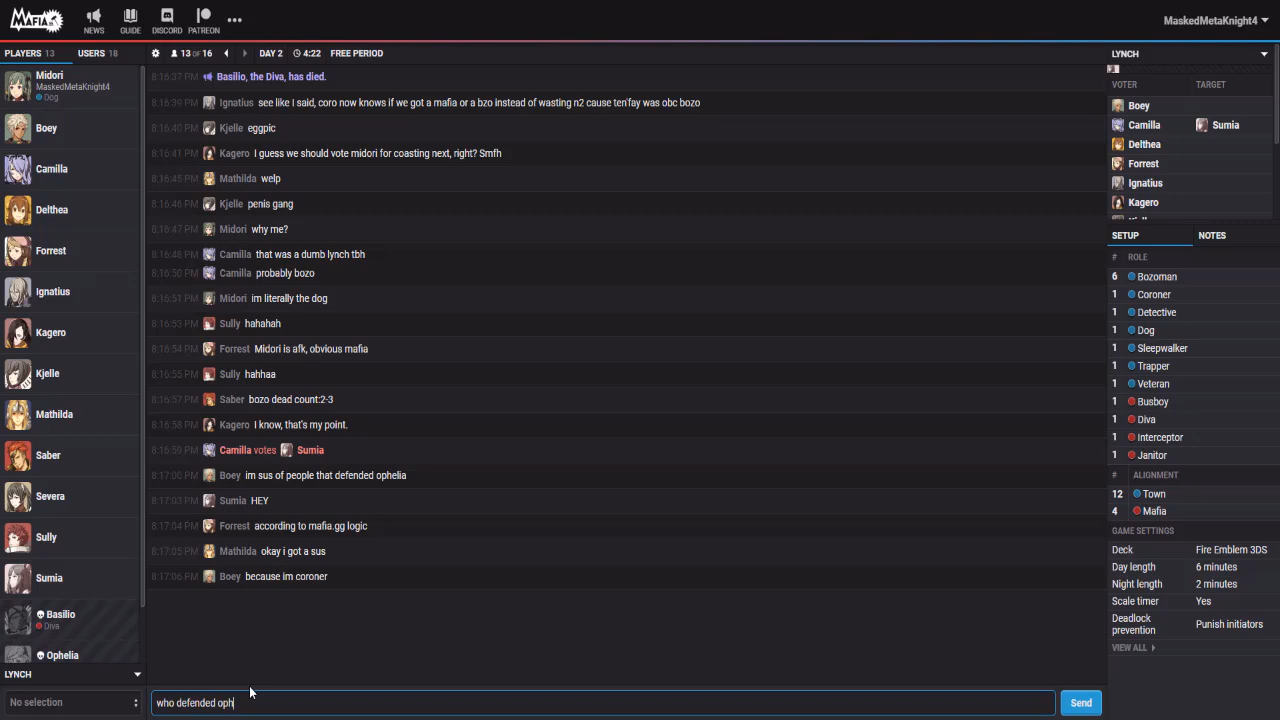 MAFIA.GG
NEWS
GUIDE
DISCORD
PATREON
MaskedMetaKnight4
PLAYERS 13 USERS 18
13 OF 16 DAY 2 4:22 FREE PERIOD
Midori
MaskedMetaKnight4
Dog
Boey
Camilla
Delthea
Forrest
Ignatius
Kagero
Kjelle
Mathilda
Saber
Severa
Sully
Sumia
Basilio
Diva
Ophelia
LYNCH
No selection
8:16:37 PM Basilio, the Diva, has died.
8:16:39 PM Ignatius see like I said, coro now knows if we got a mafia or a bzo instead of wasting n2 cause ten'fay was obc bozo
8:16:40 PM Kjelle eggpic
8:16:41 PM Kagero I guess we should vote midori for coasting next, right? Smfh
8:16:45 PM Mathilda welp
8:16:46 PM Kjelle penis gang
8:16:47 PM Midori why me?
8:16:48 PM Camilla that was a dumb lynch tbh
8:16:50 PM Camilla probably bozo
8:16:51 PM Midori im literally the dog
8:16:53 PM Sully hahahah
8:16:54 PM Forrest Midori is afk, obvious mafia
8:16:55 PM Sully hahhaa
8:16:57 PM Saber bozo dead count:2-3
8:16:58 PM Kagero I know, that's my point.
8:16:59 PM Camilla votes Sumia
8:17:00 PM Boey im sus of people that defended ophelia
8:17:03 PM Sumia HEY
8:17:04 PM Forrest according to mafia.gg logic
8:17:05 PM Mathilda okay i got a sus
8:17:06 PM Boey because im coroner
who defended oph
Send
LYNCH
VOTER TARGET
Boey
Camilla Sumia
Delthea
Forrest
Ignatius
Kagero
SETUP NOTES
# ROLE
6 Bozoman
1 Coroner
1 Detective
1 Dog
1 Sleepwalker
1 Trapper
1 Veteran
1 Busboy
1 Diva
1 Interceptor
1 Janitor
# ALIGNMENT
12 Town
4 Mafia
GAME SETTINGS
Deck Fire Emblem 3DS
Day length 6 minutes
Night length 2 minutes
Scale timer Yes
Deadlock prevention Punish initiators
VIEW ALL